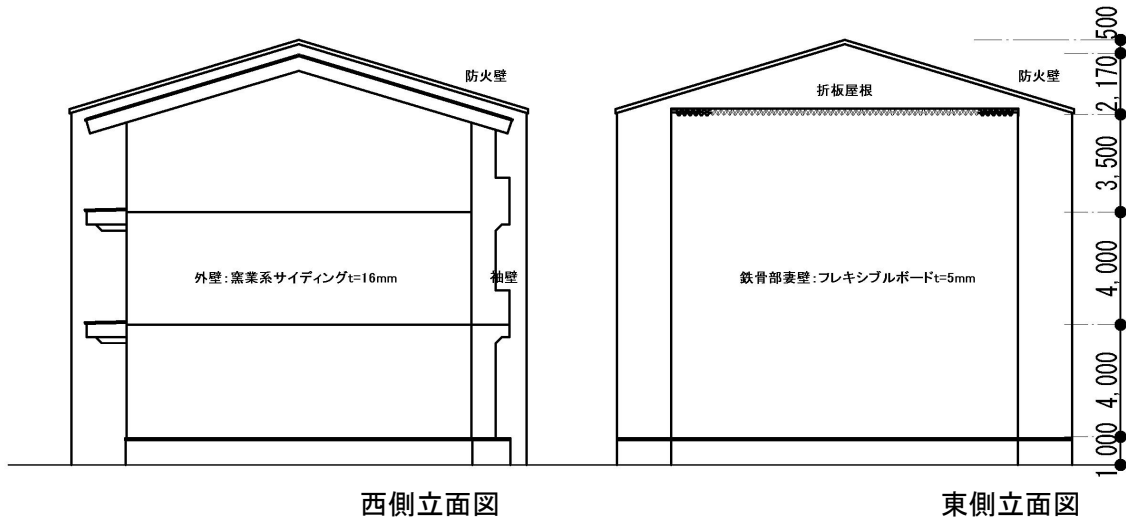 防火壁
外壁：窯業系サイディングt=16mm
袖壁
西側立面図
防火壁
折板屋根
鉄骨部妻壁：フレキシブルボードt=5mm
東側立面図
500
2,170
3,500
4,000
4,000
1,000